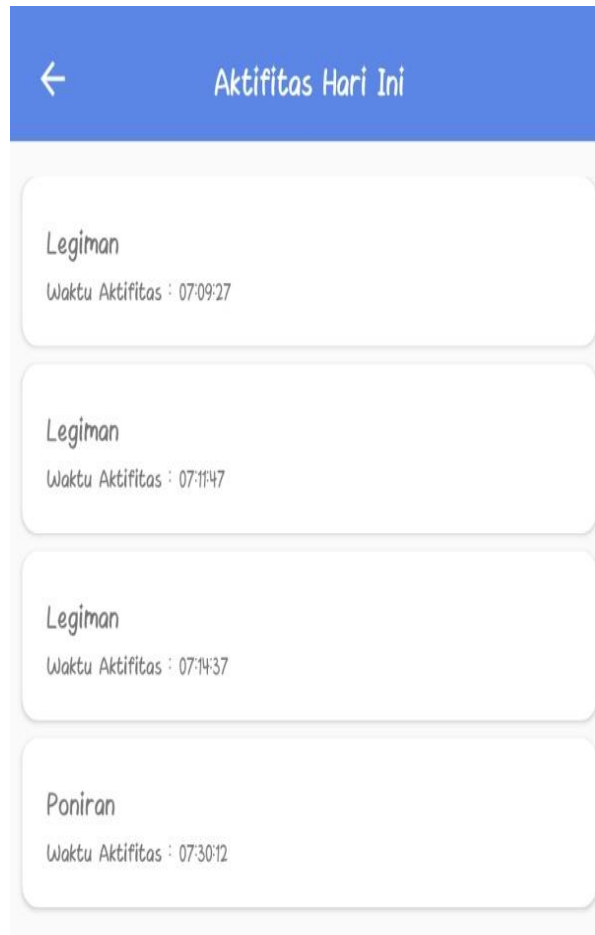 Aktifitas Hari Ini
Legiman
Waktu Aktifitas : 07:09:27
Legiman
Waktu Aktifitas : 07:11:47
Legiman
Waktu Aktifitas : 07:14:37
Poniran
Waktu Aktifitas : 07:30:12